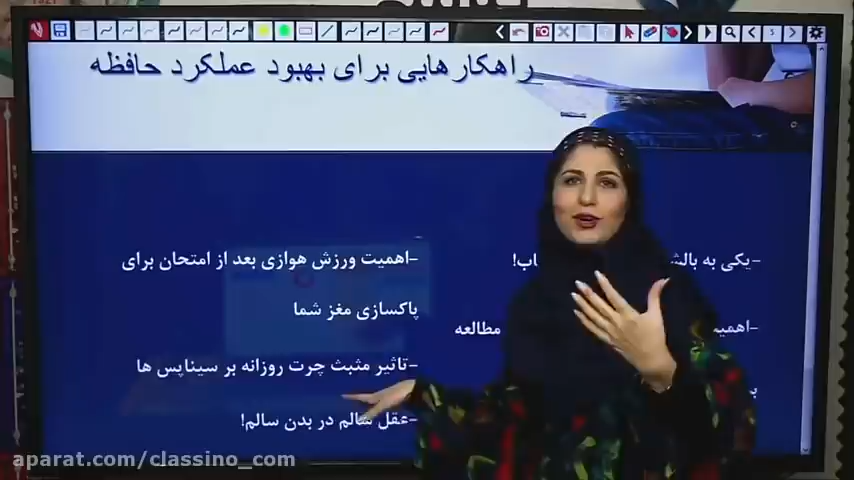 راهکارهایی برای بهبود عملکرد حافظه
-یکی به بالش
اب!
مطالعه
-اهمیت ورزش هوازی بعد از امتحان برای
پاکسازی مغز شما
-تاثیر مثبت چرت روزانه بر سیناپس ها
-عقل سالم در بدن سالم!
aparat.com/classino_com